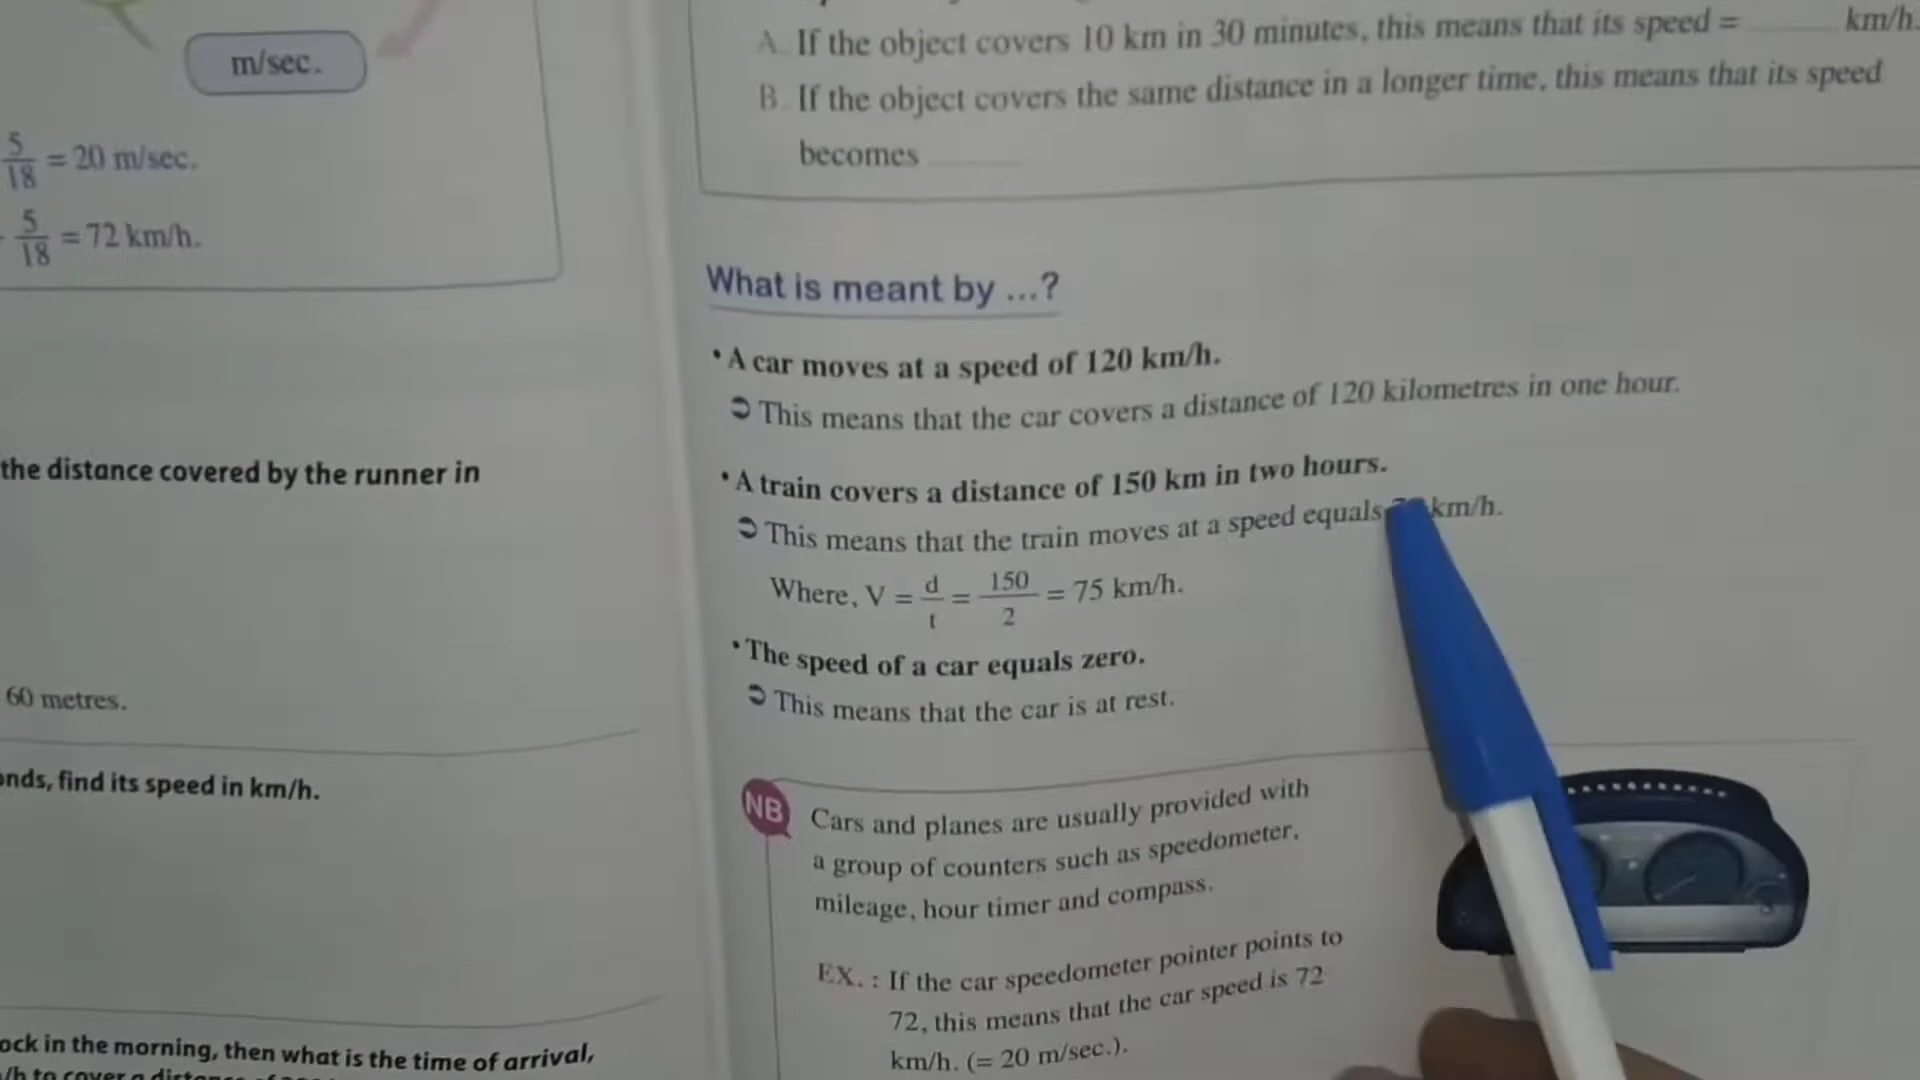 m/sec.
5/18 = 20 m/sec.
5/18 = 72 km/h.
the distance covered by the runner in
60 metres.
onds, find its speed in km/h.
ock in the morning, then what is the time of arrival,
/h to cover a
A. If the object covers 10 km in 30 minutes, this means that its speed = ______ km/h.
B. If the object covers the same distance in a longer time, this means that its speed
becomes ______
What is meant by ...?
• A car moves at a speed of 120 km/h.
➲ This means that the car covers a distance of 120 kilometres in one hour.
• A train covers a distance of 150 km in two hours.
➲ This means that the train moves at a speed equals km/h.
Where, V = d/t = 150/2 = 75 km/h.
• The speed of a car equals zero.
➲ This means that the car is at rest.
NB
Cars and planes are usually provided with
a group of counters such as speedometer,
mileage, hour timer and compass.
EX. : If the car speedometer pointer points to
72, this means that the car speed is 72
km/h. (= 20 m/sec.).